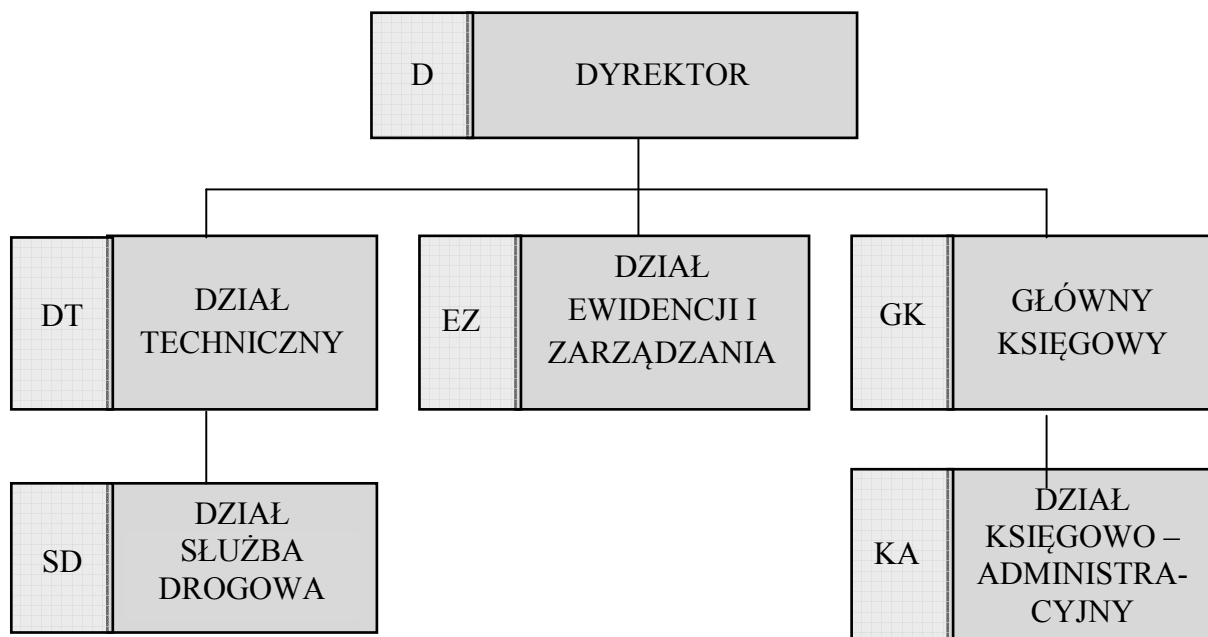 D
DYREKTOR
DT
DZIAŁ
TECHNICZNY
EZ
DZIAŁ
EWIDENCJI I
ZARZĄDZANIA
GK
GŁÓWNY
KSIĘGOWY
SD
DZIAŁ
SŁUŻBA
DROGOWA
KA
DZIAŁ
KSIĘGOWO –
ADMINISTRA-
CYJNY